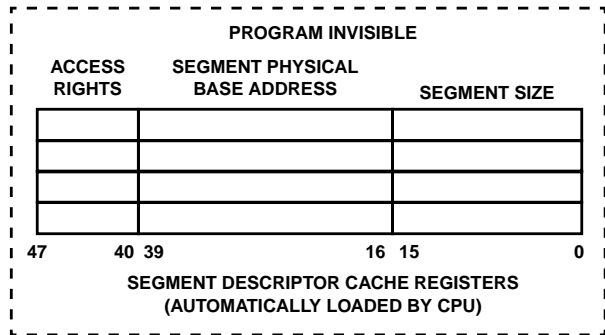 PROGRAM INVISIBLE
ACCESS RIGHTS
SEGMENT PHYSICAL BASE ADDRESS
SEGMENT SIZE
47 40 39 16 15 0
SEGMENT DESCRIPTOR CACHE REGISTERS
(AUTOMATICALLY LOADED BY CPU)